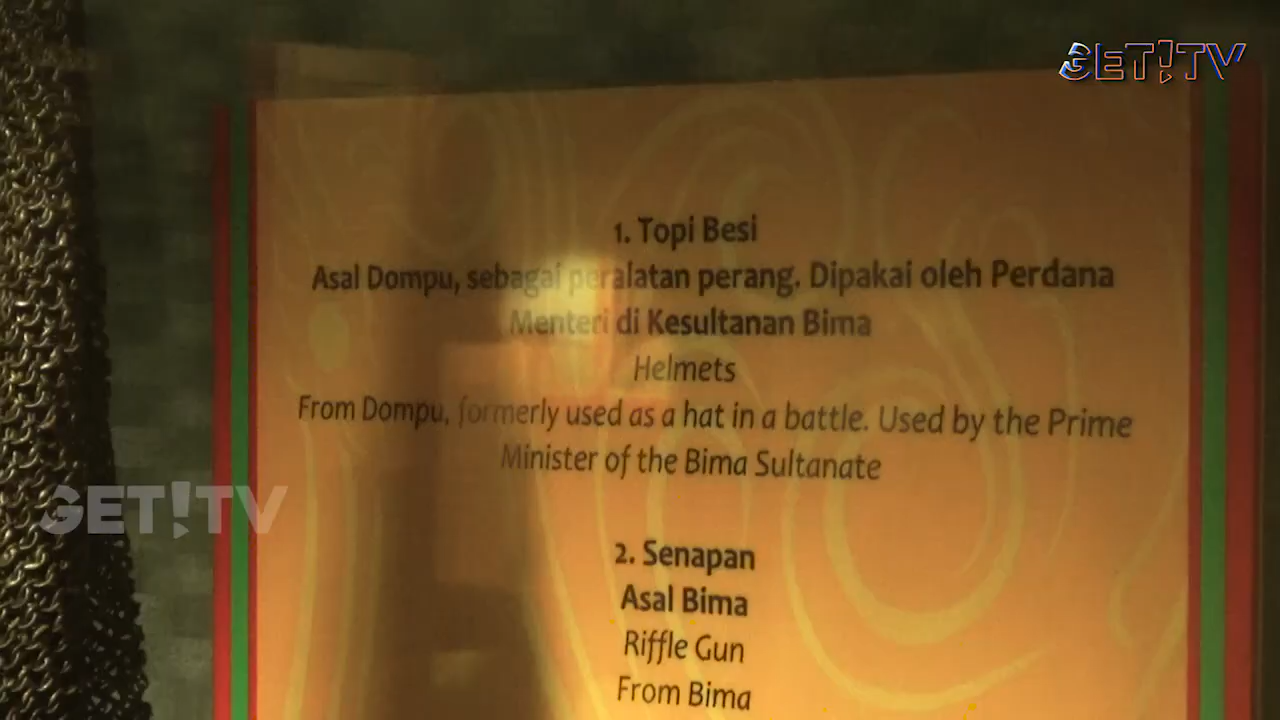 GET!TV
1. Topi Besi
Asal Dompu, sebagai peralatan perang. Dipakai oleh Perdana
Menteri di Kesultanan Bima
Helmets
From Dompu, formerly used as a hat in a battle. Used by the Prime
Minister of the Bima Sultanate
GET!TV
2. Senapan
Asal Bima
Riffle Gun
From Bima